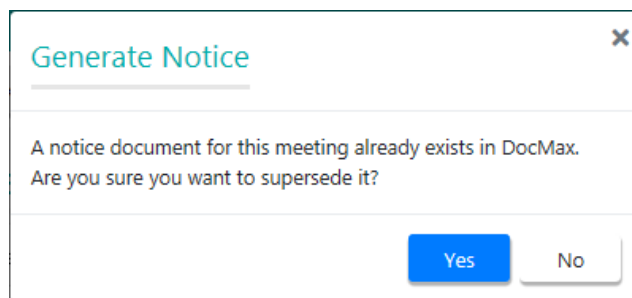 Generate Notice
A notice document for this meeting already exists in DocMax.
Are you sure you want to supersede it?
Yes No